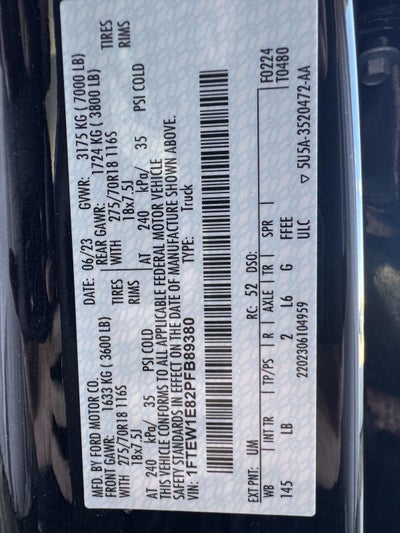 MFD. BY FORD MOTOR CO.
DATE: 06/23 GVWR: 3175 KG ( 7000 LB)
FRONT GAWR: 1633 KG ( 3600 LB)
REAR GAWR: 1724 KG ( 3800 LB)
WITH 275/70R18 116S TIRES
WITH 275/70R18 116S TIRES
18x7.5J RIMS
18x7.5J RIMS
AT 240 kPa/ 35 PSI COLD
AT 240 kPa/ 35 PSI COLD
THIS VEHICLE CONFORMS TO ALL APPLICABLE FEDERAL MOTOR VEHICLE
SAFETY STANDARDS IN EFFECT ON THE DATE OF MANUFACTURE SHOWN ABOVE.
VIN: 1FTEW1E82PFB89380
TYPE: Truck
F0224
T0480
EXT PNT: UM RC: 52 DSO:
WB INT TR TP/PS R AXLE TR SPR
145 LB 2 L6 G FFEE
ULC
2202306104959
▽ 5U5A-3520472-AA